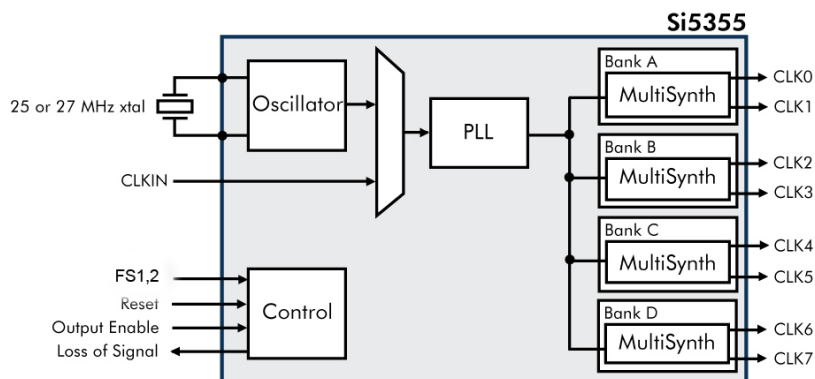 Si5355
25 or 27 MHz xtal
Oscillator
CLKIN
PLL
Bank A
MultiSynth
CLK0
CLK1
Bank B
MultiSynth
CLK2
CLK3
Bank C
MultiSynth
CLK4
CLK5
Bank D
MultiSynth
CLK6
CLK7
FS1,2
Reset
Output Enable
Loss of Signal
Control